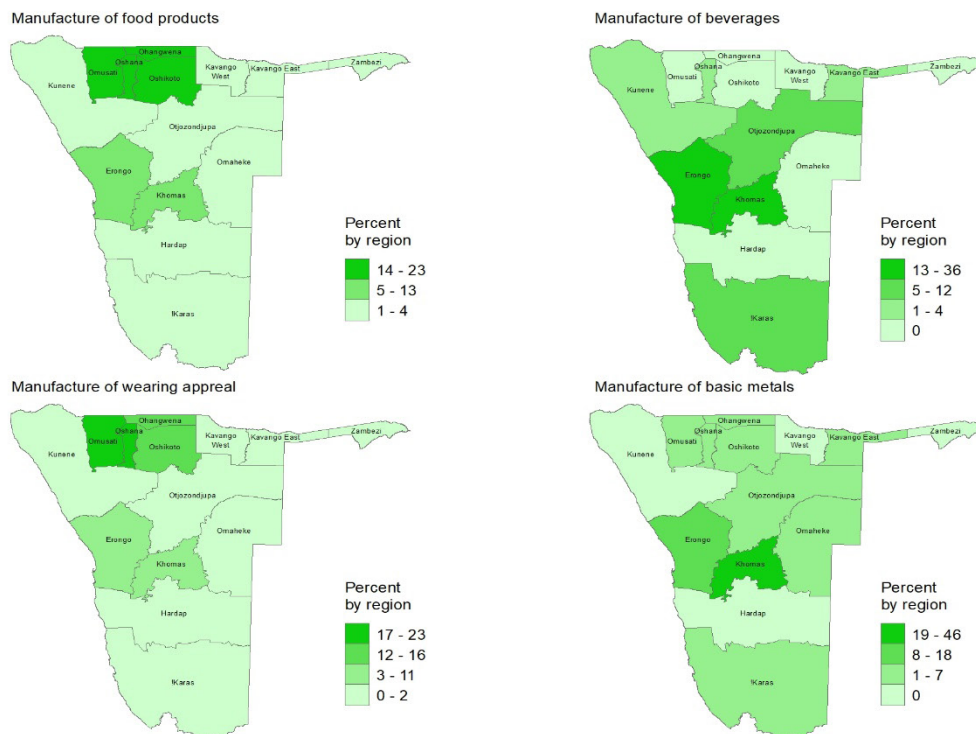 Manufacture of food products
Ohangwena
Oshana
Omusati
Oshikoto
Kavango
West
Kavango East
Zambezi
Kunene
Otjozondjupa
Omaheke
Erongo
Khomas
Hardap
!Karas
Percent
by region
14 - 23
5 - 13
1 - 4
Manufacture of beverages
Ohangwena
Oshana
Omusati
Oshikoto
Kavango
West
Kavango East
Zambezi
Kunene
Otjozondjupa
Omaheke
Erongo
Khomas
Hardap
!Karas
Percent
by region
13 - 36
5 - 12
1 - 4
0
Manufacture of wearing appreal
Ohangwena
Oshana
Omusati
Oshikoto
Kavango
West
Kavango East
Zambezi
Kunene
Otjozondjupa
Omaheke
Erongo
Khomas
Hardap
!Karas
Percent
by region
17 - 23
12 - 16
3 - 11
0 - 2
Manufacture of basic metals
Ohangwena
Oshana
Omusati
Oshikoto
Kavango
West
Kavango East
Zambezi
Kunene
Otjozondjupa
Omaheke
Erongo
Khomas
Hardap
!Karas
Percent
by region
19 - 46
8 - 18
1 - 7
0